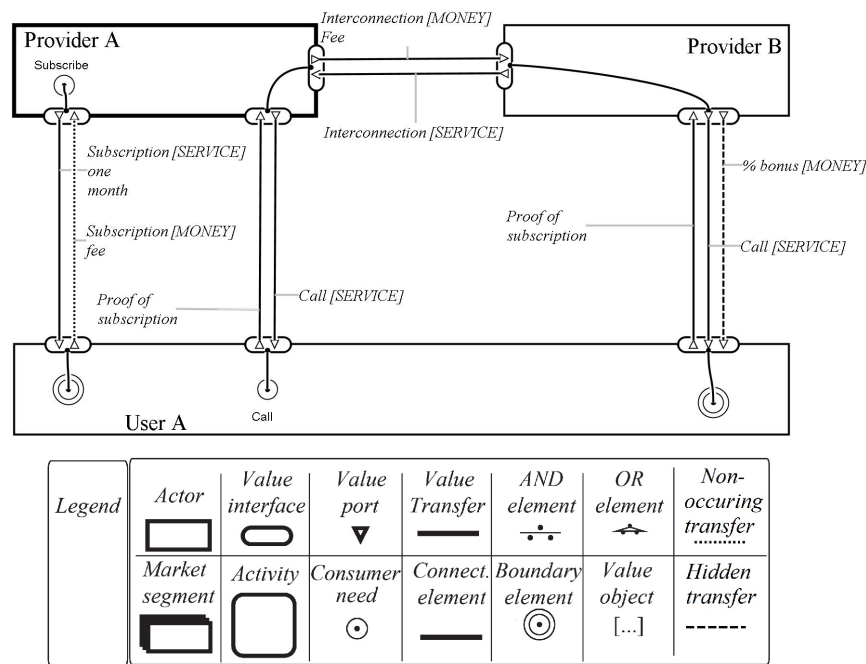 Interconnection [MONEY]
Fee
Provider A
Provider B
Subscribe
Interconnection [SERVICE]
Subscription [SERVICE]
one
month
% bonus [MONEY]
Proof of
subscription
Subscription [MONEY]
fee
Call [SERVICE]
Proof of
subscription
Call [SERVICE]
Call
User A
Legend
Actor
Value
interface
Value
port
Value
Transfer
AND
element
OR
element
Non-
occuring
transfer
Market
segment
Activity
Consumer
need
Connect.
element
Boundary
element
Value
object
[...]
Hidden
transfer